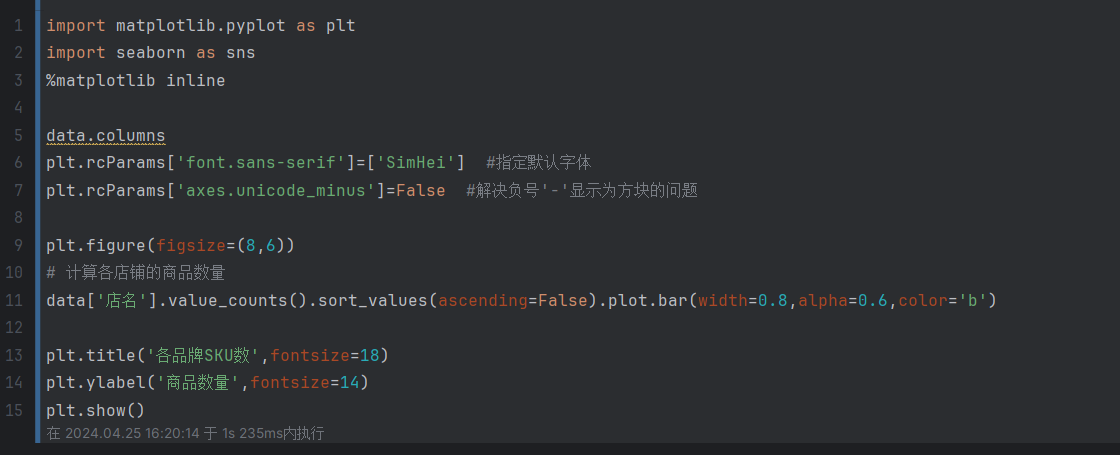 1 import matplotlib.pyplot as plt
2 import seaborn as sns
3 %matplotlib inline
4
5 data.columns
6 plt.rcParams['font.sans-serif']=['SimHei']  #指定默认字体
7 plt.rcParams['axes.unicode_minus']=False  #解决负号'-'显示为方块的问题
8
9 plt.figure(figsize=(8,6))
10 # 计算各店铺的商品数量
11 data['店名'].value_counts().sort_values(ascending=False).plot.bar(width=0.8,alpha=0.6,color='b')
12
13 plt.title('各品牌SKU数',fontsize=18)
14 plt.ylabel('商品数量',fontsize=14)
15 plt.show()
在 2024.04.25 16:20:14 于 1s 235ms内执行